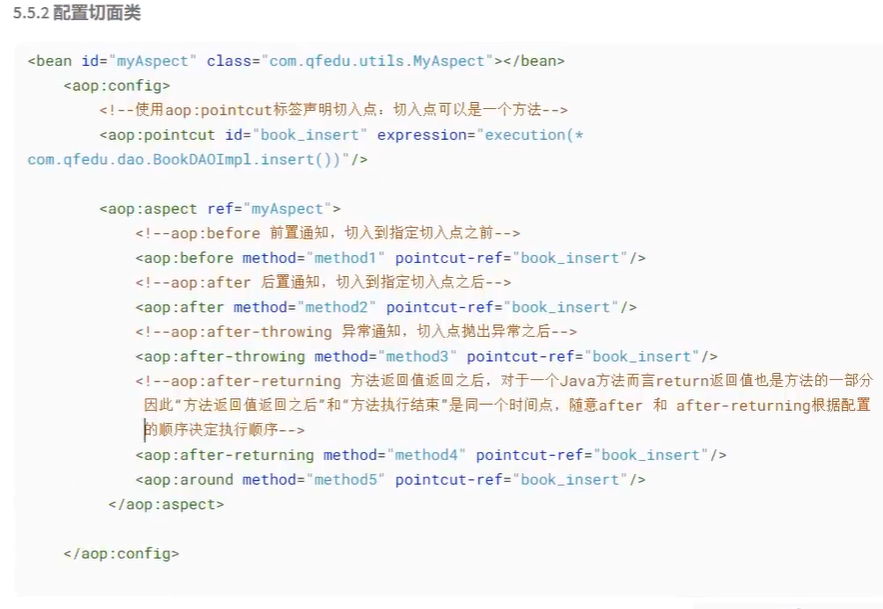 5.5.2 配置切面类
<bean id="myAspect" class="com.qfedu.utils.MyAspect"></bean>
<aop:config>
<!--使用aop:pointcut标签声明切入点：切入点可以是一个方法-->
<aop:pointcut id="book_insert" expression="execution(*
com.qfedu.dao.BookDAOImpl.insert())"/>
<aop:aspect ref="myAspect">
<!--aop:before 前置通知，切入到指定切入点之前-->
<aop:before method="method1" pointcut-ref="book_insert"/>
<!--aop:after 后置通知，切入到指定切入点之后-->
<aop:after method="method2" pointcut-ref="book_insert"/>
<!--aop:after-throwing 异常通知，切入点抛出异常之后-->
<aop:after-throwing method="method3" pointcut-ref="book_insert"/>
<!--aop:after-returning 方法返回值返回之后，对于一个Java方法而言return返回值也是方法的一部分
因此“方法返回值返回之后”和“方法执行结束”是同一个时间点，随意after 和 after-returning根据配置
的顺序决定执行顺序-->
<aop:after-returning method="method4" pointcut-ref="book_insert"/>
<aop:around method="method5" pointcut-ref="book_insert"/>
</aop:aspect>
</aop:config>